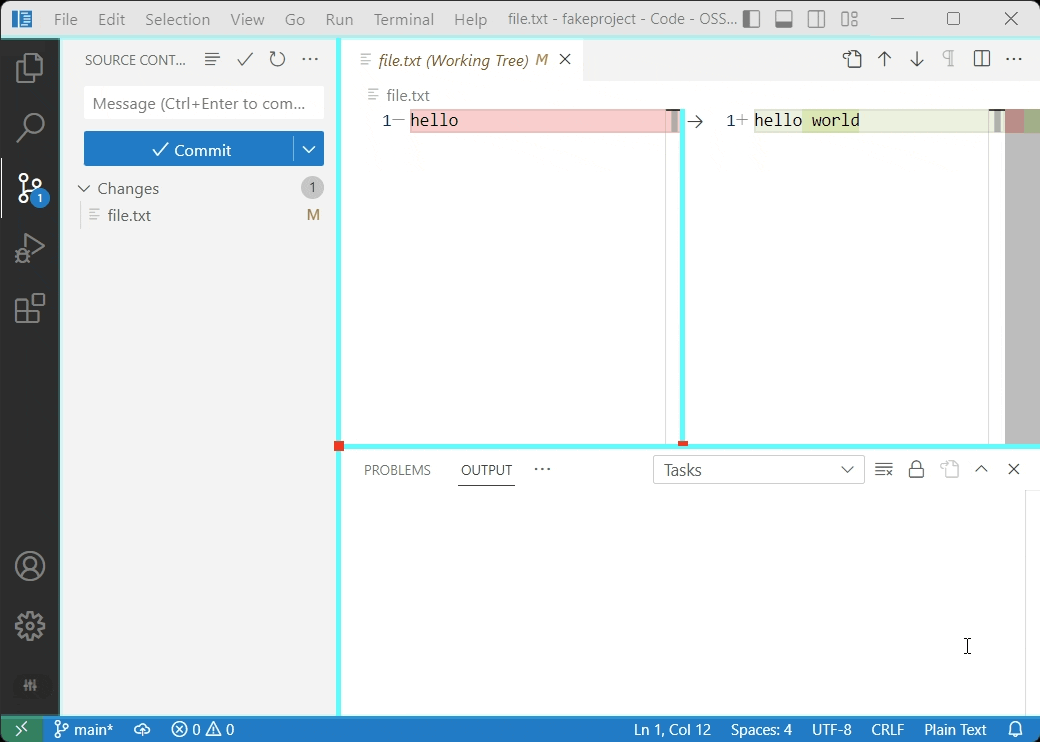 File Edit Selection View Go Run Terminal Help file.txt - fakeproject - Code - OSS...
SOURCE CONT...
Message (Ctrl+Enter to com...
Commit
Changes 1
file.txt M
1
file.txt (Working Tree) M
file.txt
1 hello
1+ hello world
PROBLEMS OUTPUT ... Tasks
main* 0 0 Ln 1, Col 12 Spaces: 4 UTF-8 CRLF Plain Text